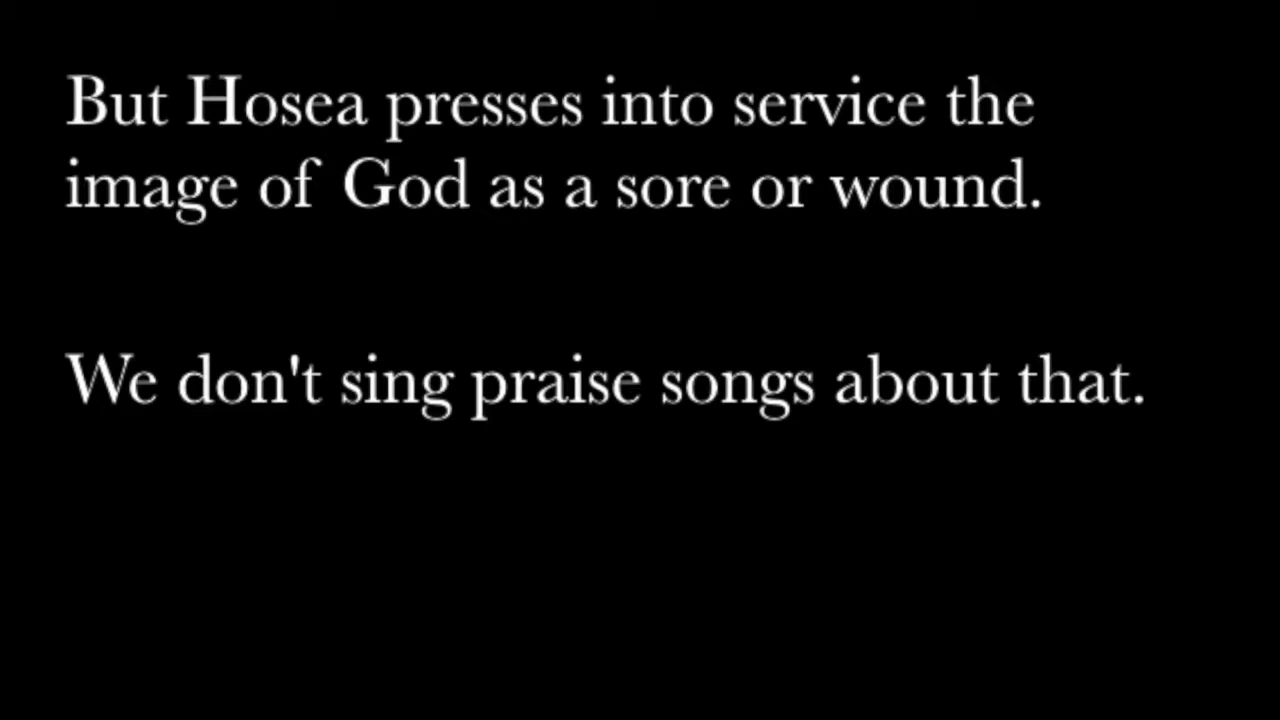 But Hosea presses into service the
image of God as a sore or wound.
We don't sing praise songs about that.